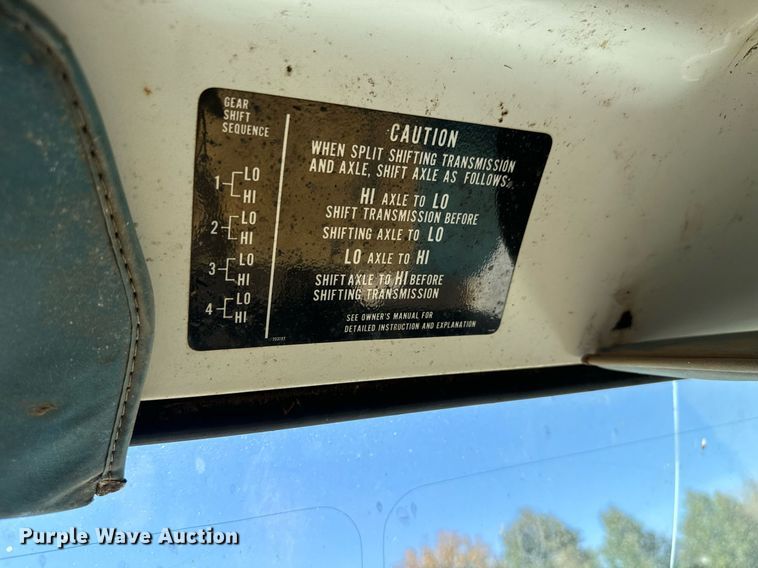 GEAR
SHIFT
SEQUENCE
1 LO
HI
2 LO
HI
3 LO
HI
4 LO
HI
CAUTION
WHEN SPLIT SHIFTING TRANSMISSION
AND AXLE, SHIFT AXLE AS FOLLOWS:
HI AXLE TO LO
SHIFT TRANSMISSION BEFORE
SHIFTING AXLE TO LO
LO AXLE TO HI
SHIFT AXLE TO HI BEFORE
SHIFTING TRANSMISSION
SEE OWNER'S MANUAL FOR
DETAILED INSTRUCTION AND EXPLANATION
Purple Wave Auction